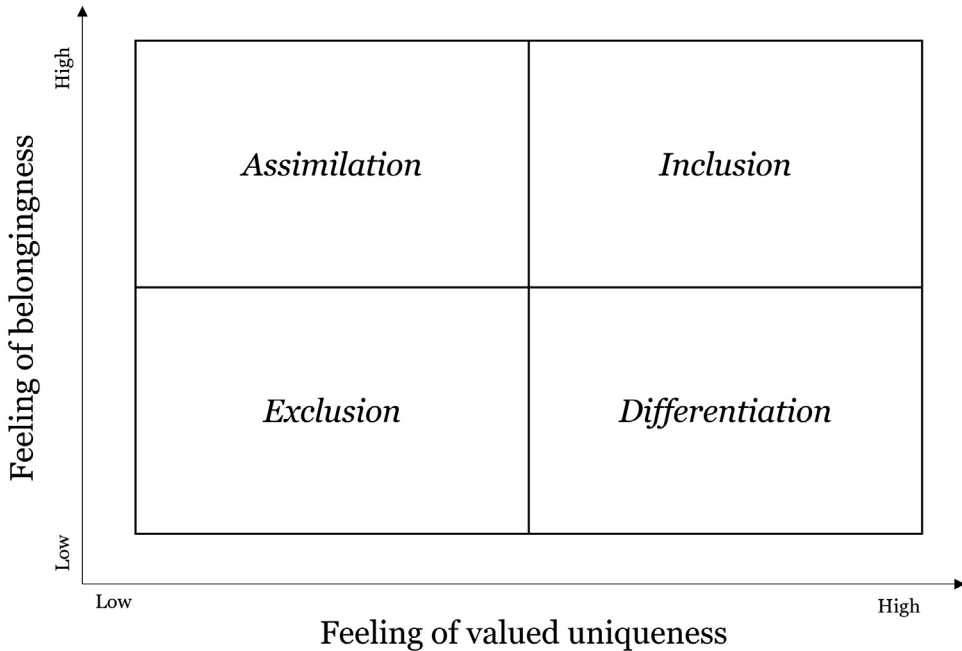 High
Assimilation
Inclusion
Feeling of belongingness
Exclusion
Differentiation
Low
Low
High
Feeling of valued uniqueness